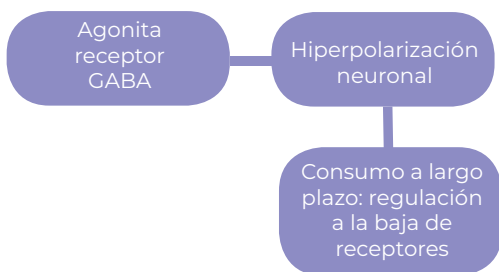 Agonita
receptor
GABA
Hiperpolarización
neuronal
Consumo a largo
plazo: regulación
a la baja de
receptores